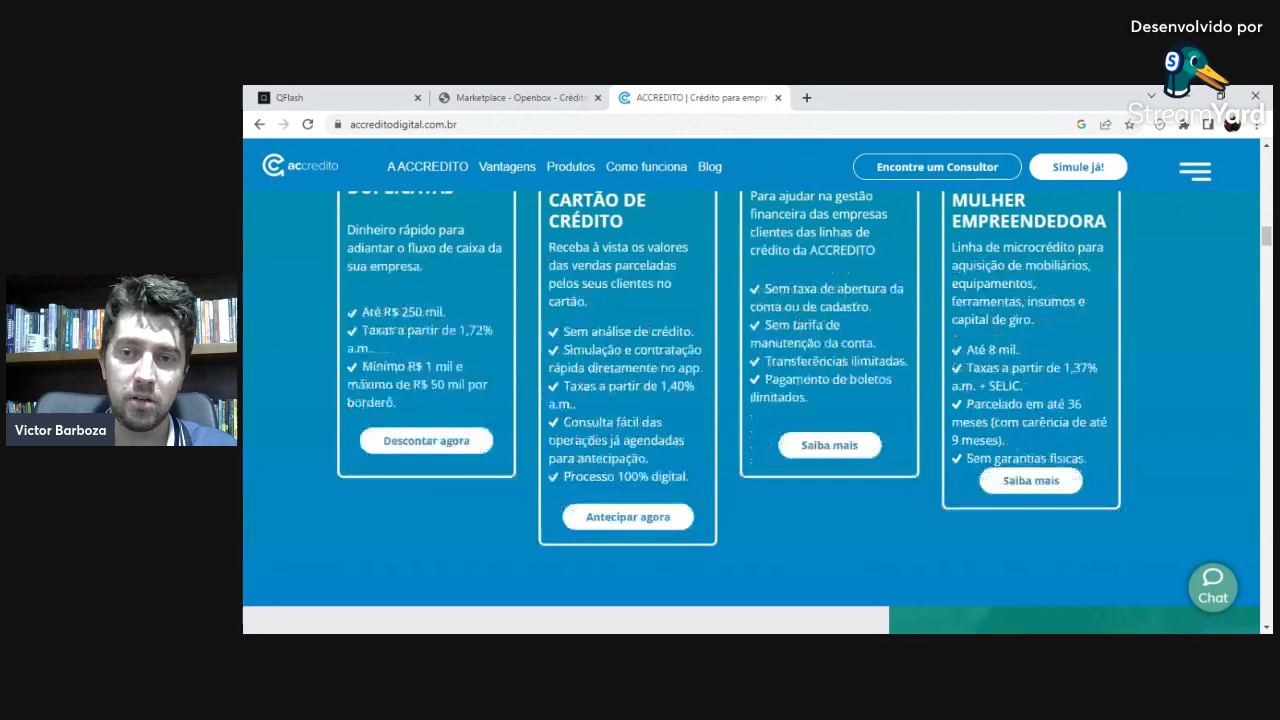 Desenvolvido por
StreamYard
QFlash
Marketplace - Openbox - Crédito
ACCREDITO | Crédito para empre
accreditodigital.com.br
accredito
A ACCREDITO
Vantagens
Produtos
Como funciona
Blog
Encontre um Consultor
Simule já!
DUPLICATAS
Dinheiro rápido para
adiantar o fluxo de caixa da
sua empresa.
Até R$ 250 mil.
Taxas a partir de 1,72%
a.m..
Mínimo R$ 1 mil e
máximo de R$ 50 mil por
borderô.
Descontar agora
CARTÃO DE
CRÉDITO
Receba à vista os valores
das vendas parceladas
pelos seus clientes no
cartão.
Sem análise de crédito.
Simulação e contratação
rápida diretamente no app.
Taxas a partir de 1,40%
a.m..
Consulta fácil das
operações já agendadas
para antecipação.
Processo 100% digital.
Antecipar agora
Para ajudar na gestão
financeira das empresas
clientes das linhas de
crédito da ACCREDITO
Sem taxa de abertura da
conta ou de cadastro.
Sem tarifa de
manutenção da conta.
Transferências ilimitadas.
Pagamento de boletos
ilimitados.
Saiba mais
MULHER
EMPREENDEDORA
Linha de microcrédito para
aquisição de mobiliários,
equipamentos,
ferramentas, insumos e
capital de giro.
Até 8 mil.
Taxas a partir de 1,37%
a.m. + SELIC.
Parcelado em até 36
meses (com carência de até
9 meses).
Sem garantias físicas.
Saiba mais
Chat
Victor Barboza